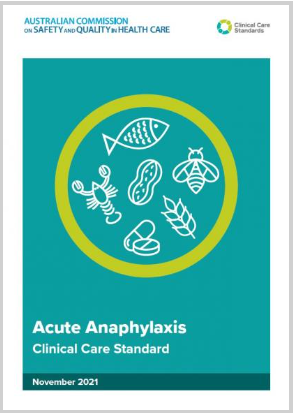 AUSTRALIAN COMMISSION
ON SAFETY AND QUALITY IN HEALTH CARE
Clinical Care
Standards
Acute Anaphylaxis
Clinical Care Standard
November 2021